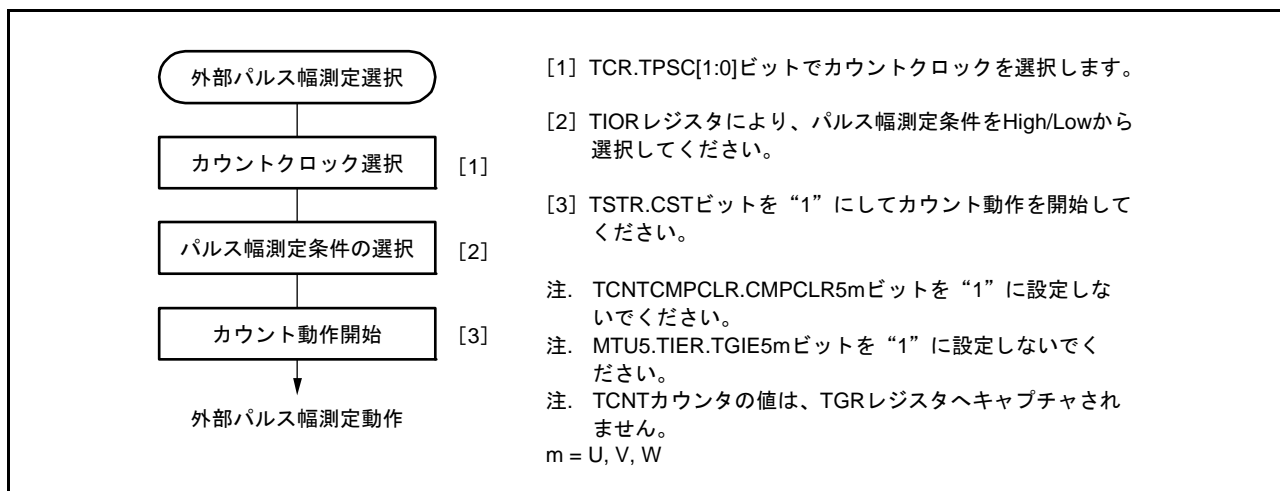 外部パルス幅測定選択
カウントクロック選択 [1]
パルス幅測定条件の選択 [2]
カウント動作開始 [3]
外部パルス幅測定動作
[1] TCR.TPSC[1:0]ビットでカウントクロックを選択します。
[2] TIORレジスタにより、パルス幅測定条件をHigh/Lowから
選択してください。
[3] TSTR.CSTビットを“1”にしてカウント動作を開始して
ください。
注. TCNTCMPCLR.CMPCLR5mビットを“1”に設定しな
いでください。
注. MTU5.TIER.TGIE5mビットを“1”に設定しないでく
ださい。
注. TCNTカウンタの値は、TGRレジスタへキャプチャされ
ません。
m = U, V, W